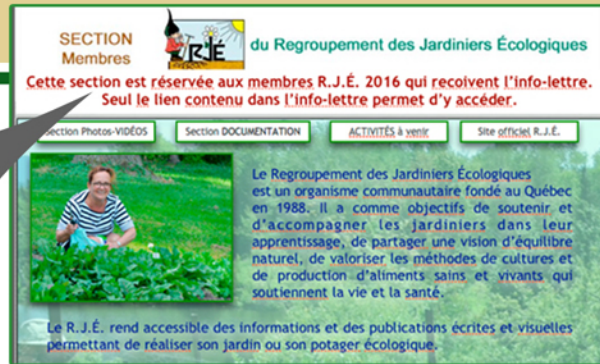 SECTION
Membres
RJÉ
du Regroupement des Jardiniers Écologiques
Cette section est réservée aux membres R.J.É. 2016 qui recoivent l'info-lettre.
Seul le lien contenu dans l'info-lettre permet d'y accéder.
Section Photos-VIDÉOS
Section DOCUMENTATION
ACTIVITÉS à venir
Site officiel R.J.É.
Le Regroupement des Jardiniers Écologiques
est un organisme communautaire fondé au Québec
en 1988. Il a comme objectifs de soutenir et
d'accompagner les jardiniers dans leur
apprentissage, de partager une vision d'équilibre
naturel, de valoriser les méthodes de cultures et
de production d'aliments sains et vivants qui
soutiennent la vie et la santé.
Le R.J.É. rend accessible des informations et des publications écrites et visuelles
permettant de réaliser son jardin ou son potager écologique.